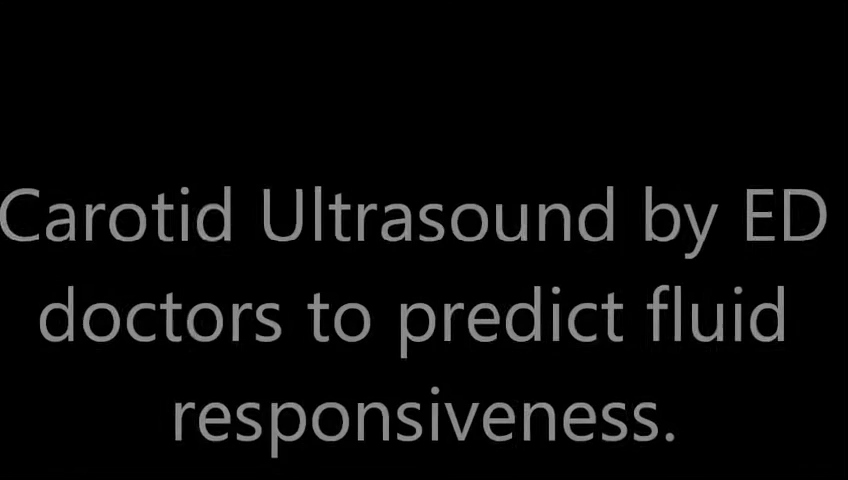 Carotid Ultrasound by ED
doctors to predict fluid
responsiveness.